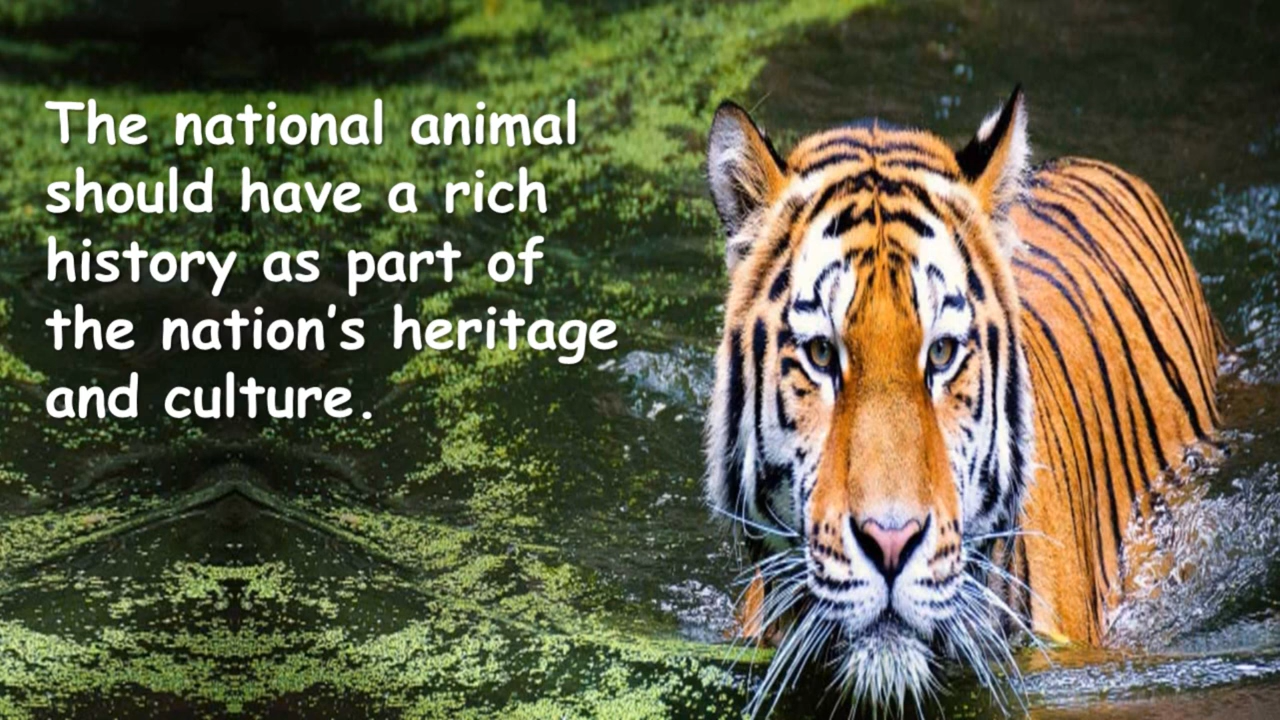 The national animal
should have a rich
history as part of
the nation’s heritage
and culture.